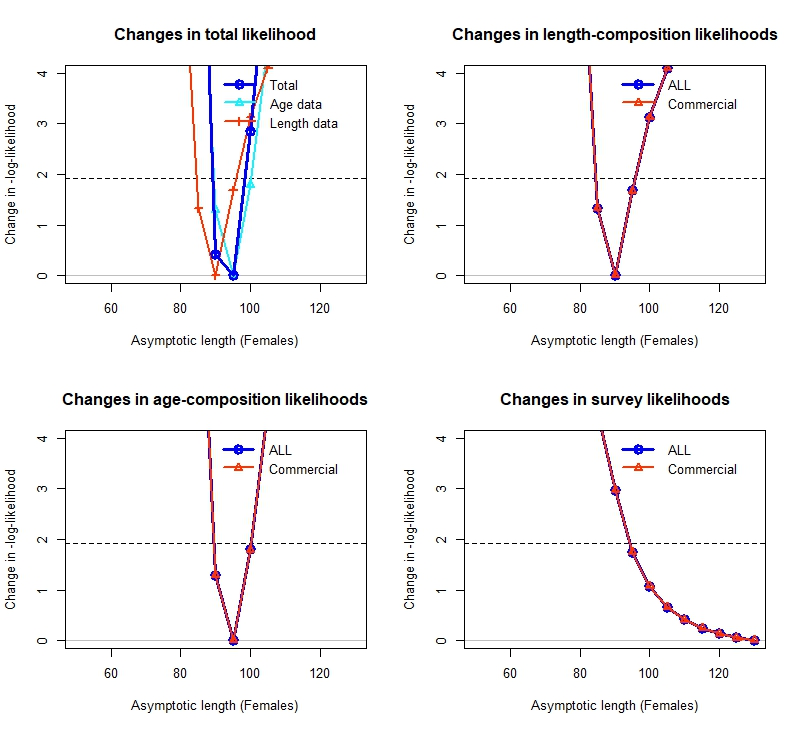 Changes in total likelihood
Change in -log-likelihood
4
3
2
1
0
Total
Age data
Length data
60 80 100 120
Asymptotic length (Females)
Changes in length-composition likelihoods
Change in -log-likelihood
4
3
2
1
0
ALL
Commercial
60 80 100 120
Asymptotic length (Females)
Changes in age-composition likelihoods
Change in -log-likelihood
4
3
2
1
0
ALL
Commercial
60 80 100 120
Asymptotic length (Females)
Changes in survey likelihoods
Change in -log-likelihood
4
3
2
1
0
ALL
Commercial
60 80 100 120
Asymptotic length (Females)